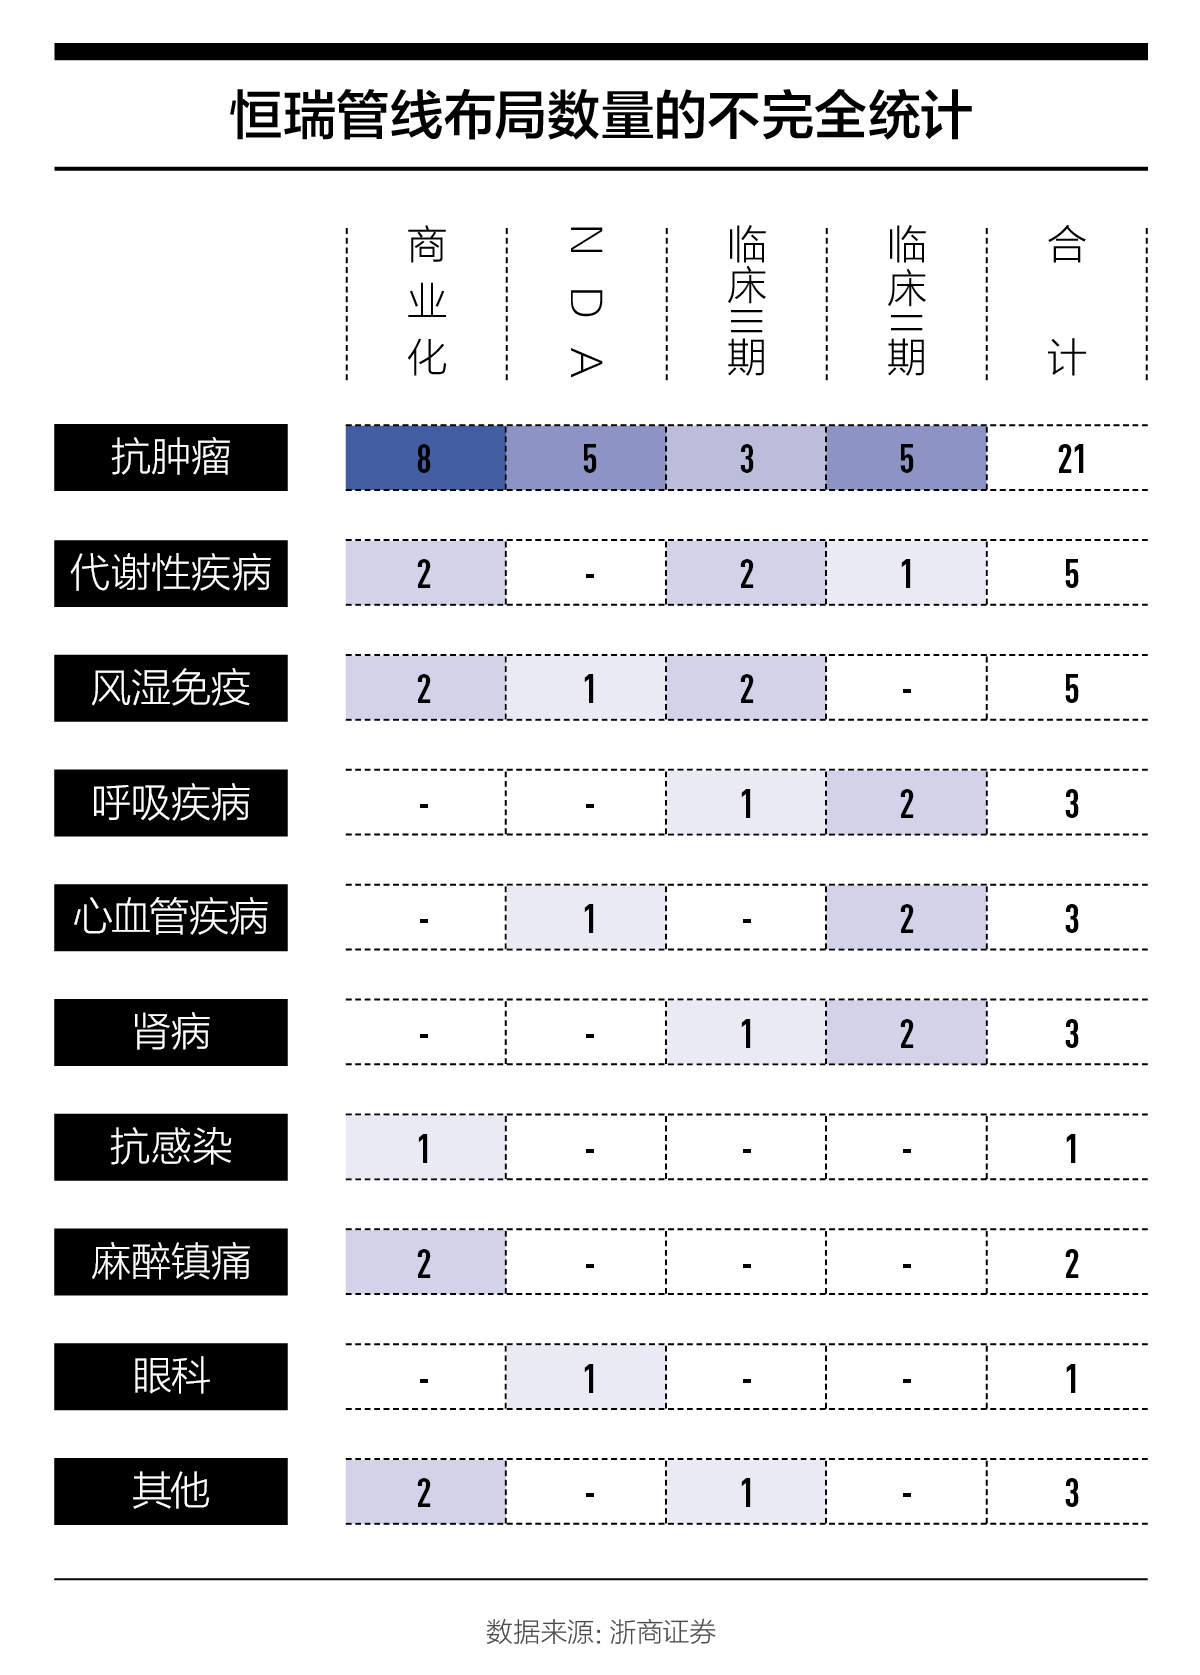 恒瑞管线布局数量的不完全统计
商业化 NDA 临床三期 临床二期 合计
抗肿瘤 8 5 3 5 21
代谢性疾病 2 - 2 1 5
风湿免疫 2 1 2 - 5
呼吸疾病 - - 1 2 3
心血管疾病 - 1 - 2 3
肾病 - - 1 2 3
抗感染 1 - - - 1
麻醉镇痛 2 - - - 2
眼科 - 1 - - 1
其他 2 - 1 - 3
数据来源: 浙商证券